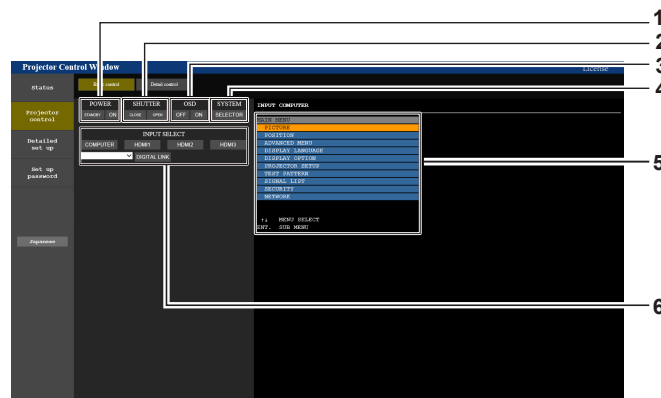 1
2
3
4
Projector Control Window
License
Status
Basic control
Detail control
POWER
SHUTTER
OSD
SYSTEM
STANDBY ON
CLOSE OPEN
OFF ON
SELECTOR
INPUT COMPUTER
Projector control
MAIN MENU
PICTURE
POSITION
ADVANCED MENU
DISPLAY LANGUAGE
DISPLAY OPTION
PROJECTOR SETUP
TEST PATTERN
SIGNAL LIST
SECURITY
NETWORK
INPUT SELECT
COMPUTER HDMI1 HDMI2 HDMI3
DIGITAL LINK
Detailed set up
5
Set up password
↑↓ MENU SELECT
ENT. SUB MENU
Japanese
6